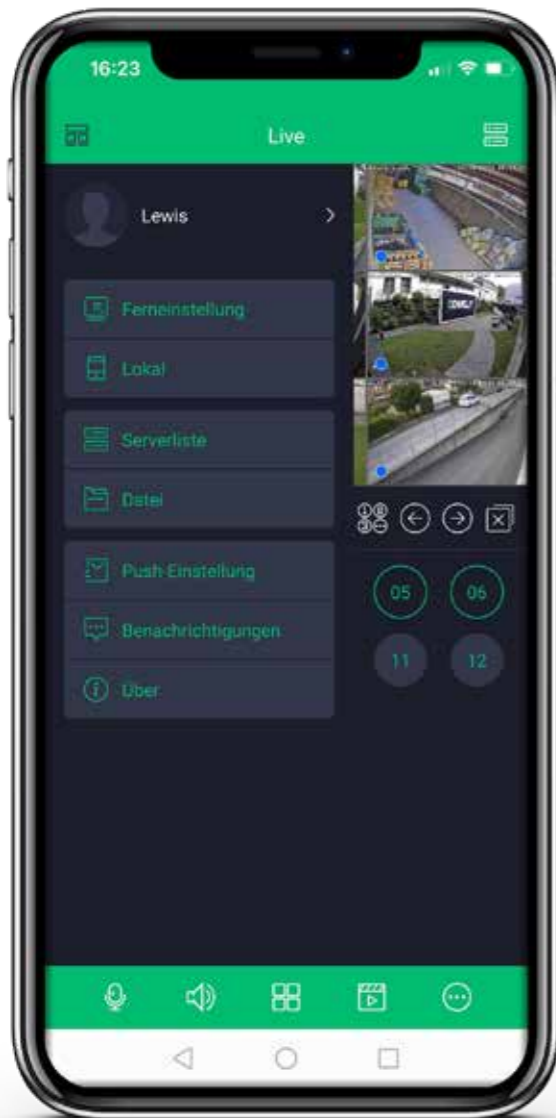 16:23
Live
Lewis
Ferneinstellung
Lokal
Serverliste
Datei
Push-Einstellung
Benachrichtigungen
Über
05
06
11
12